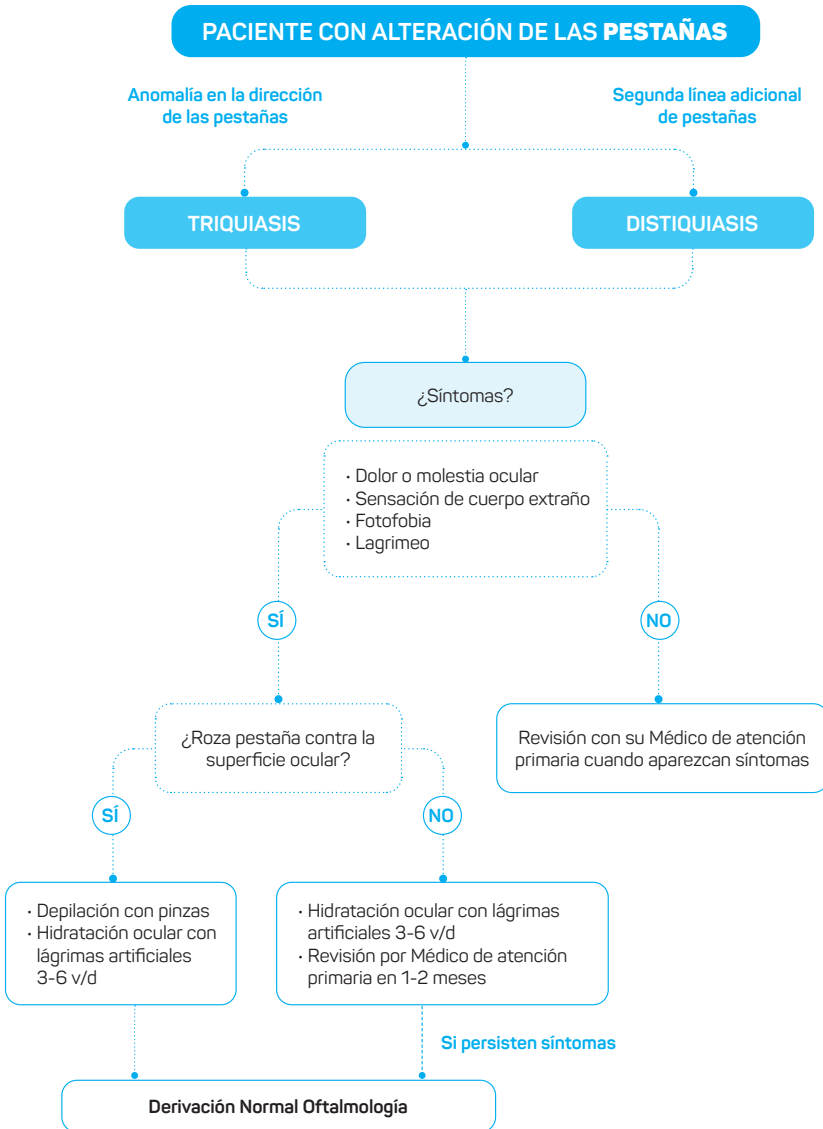 PACIENTE CON ALTERACIÓN DE LAS PESTAÑAS
Anomalía en la dirección
de las pestañas
Segunda línea adicional
de pestañas
TRIQUIASIS
DISTIQUIASIS
¿Síntomas?
· Dolor o molestia ocular
· Sensación de cuerpo extraño
· Fotofobia
· Lagrimeo
SÍ
NO
¿Roza pestaña contra la
superficie ocular?
Revisión con su Médico de atención
primaria cuando aparezcan síntomas
SÍ
NO
· Depilación con pinzas
· Hidratación ocular con
lágrimas artificiales
3-6 v/d
· Hidratación ocular con lágrimas
artificiales 3-6 v/d
· Revisión por Médico de atención
primaria en 1-2 meses
Si persisten síntomas
Derivación Normal Oftalmología